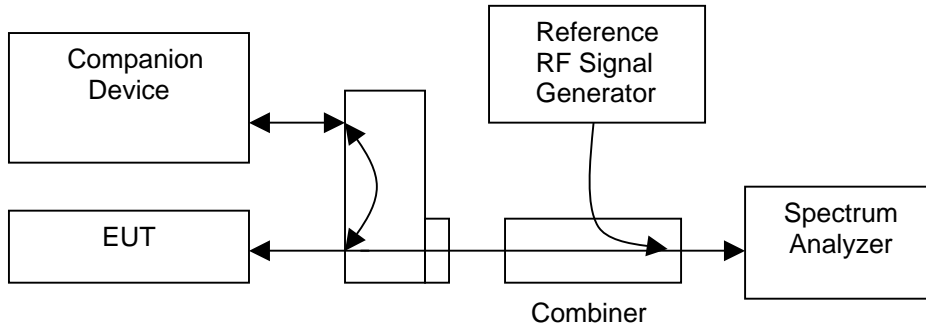 Companion
Device
Reference
RF Signal
Generator
EUT
Spectrum
Analyzer
Combiner